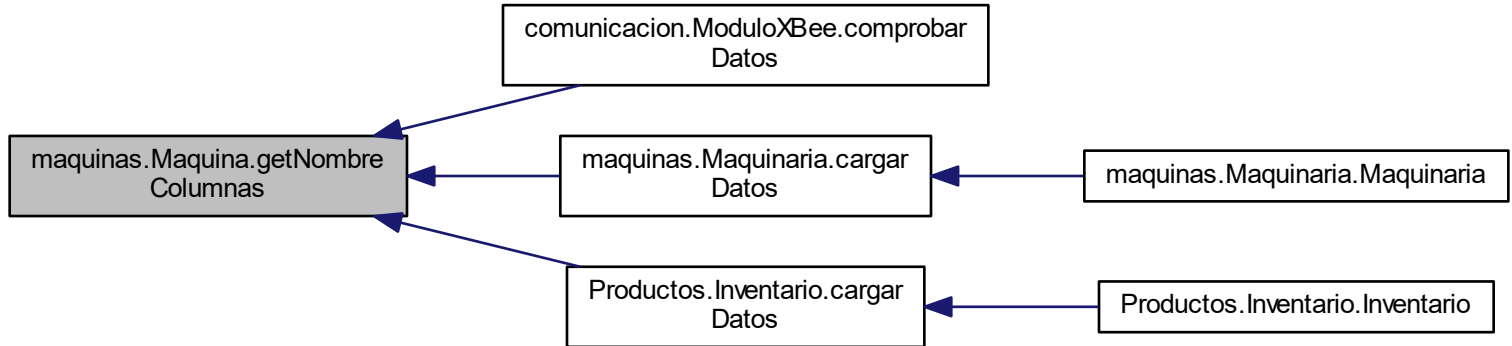 comunicacion.ModuloXBee.comprobar
Datos
maquinas.Maquina.getNombre
Columnas
maquinas.Maquinaria.cargar
Datos
maquinas.Maquinaria.Maquinaria
Productos.Inventario.cargar
Datos
Productos.Inventario.Inventario